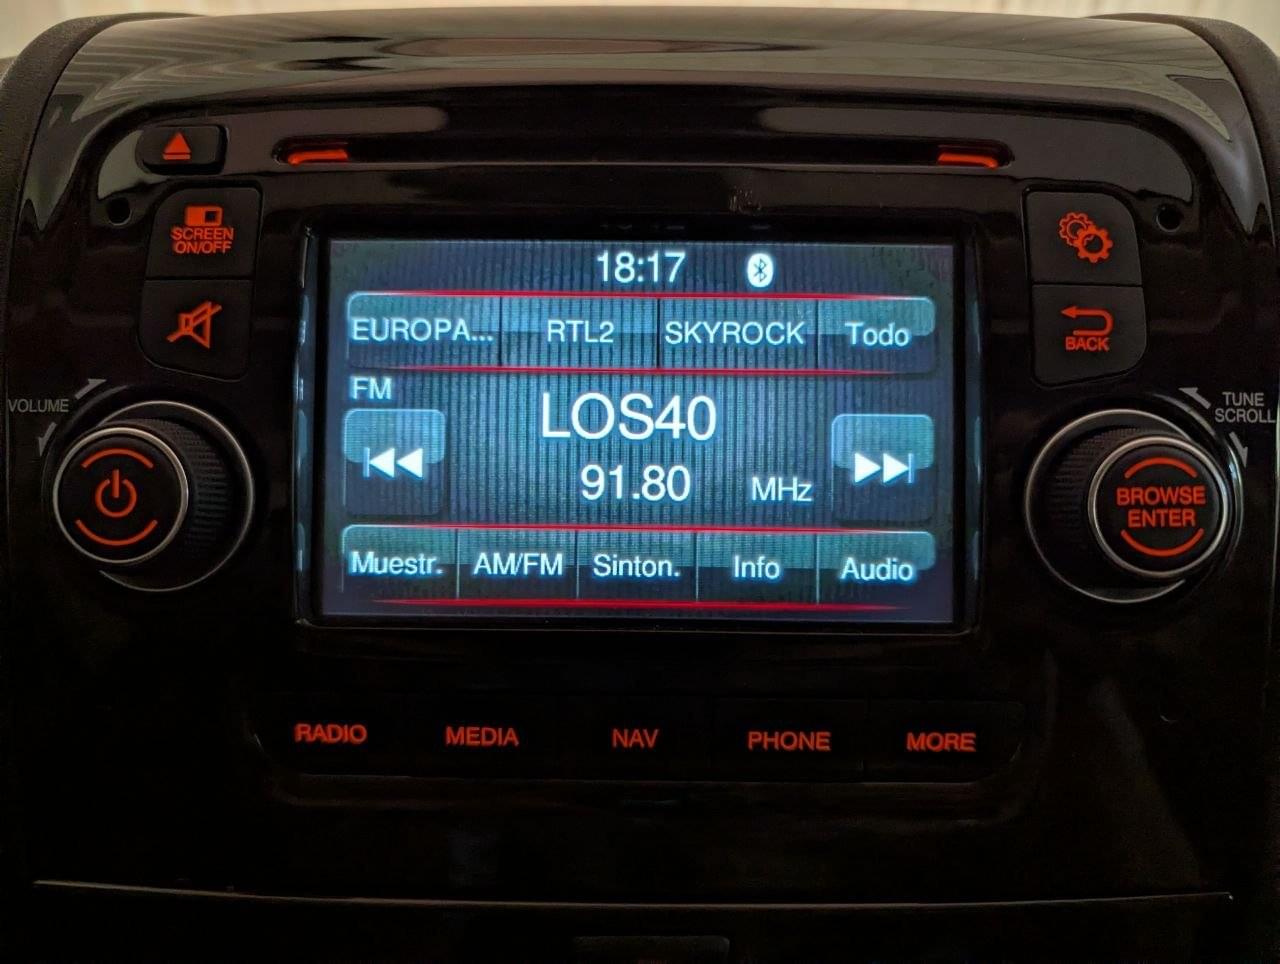 SCREEN
ON/OFF
VOLUME
18:17
EUROPA... RTL2 SKYROCK Todo
FM
LOS40
91.80 MHz
Muestr. AM/FM Sinton. Info Audio
BACK
TUNE
SCROLL
BROWSE
ENTER
RADIO MEDIA NAV PHONE MORE